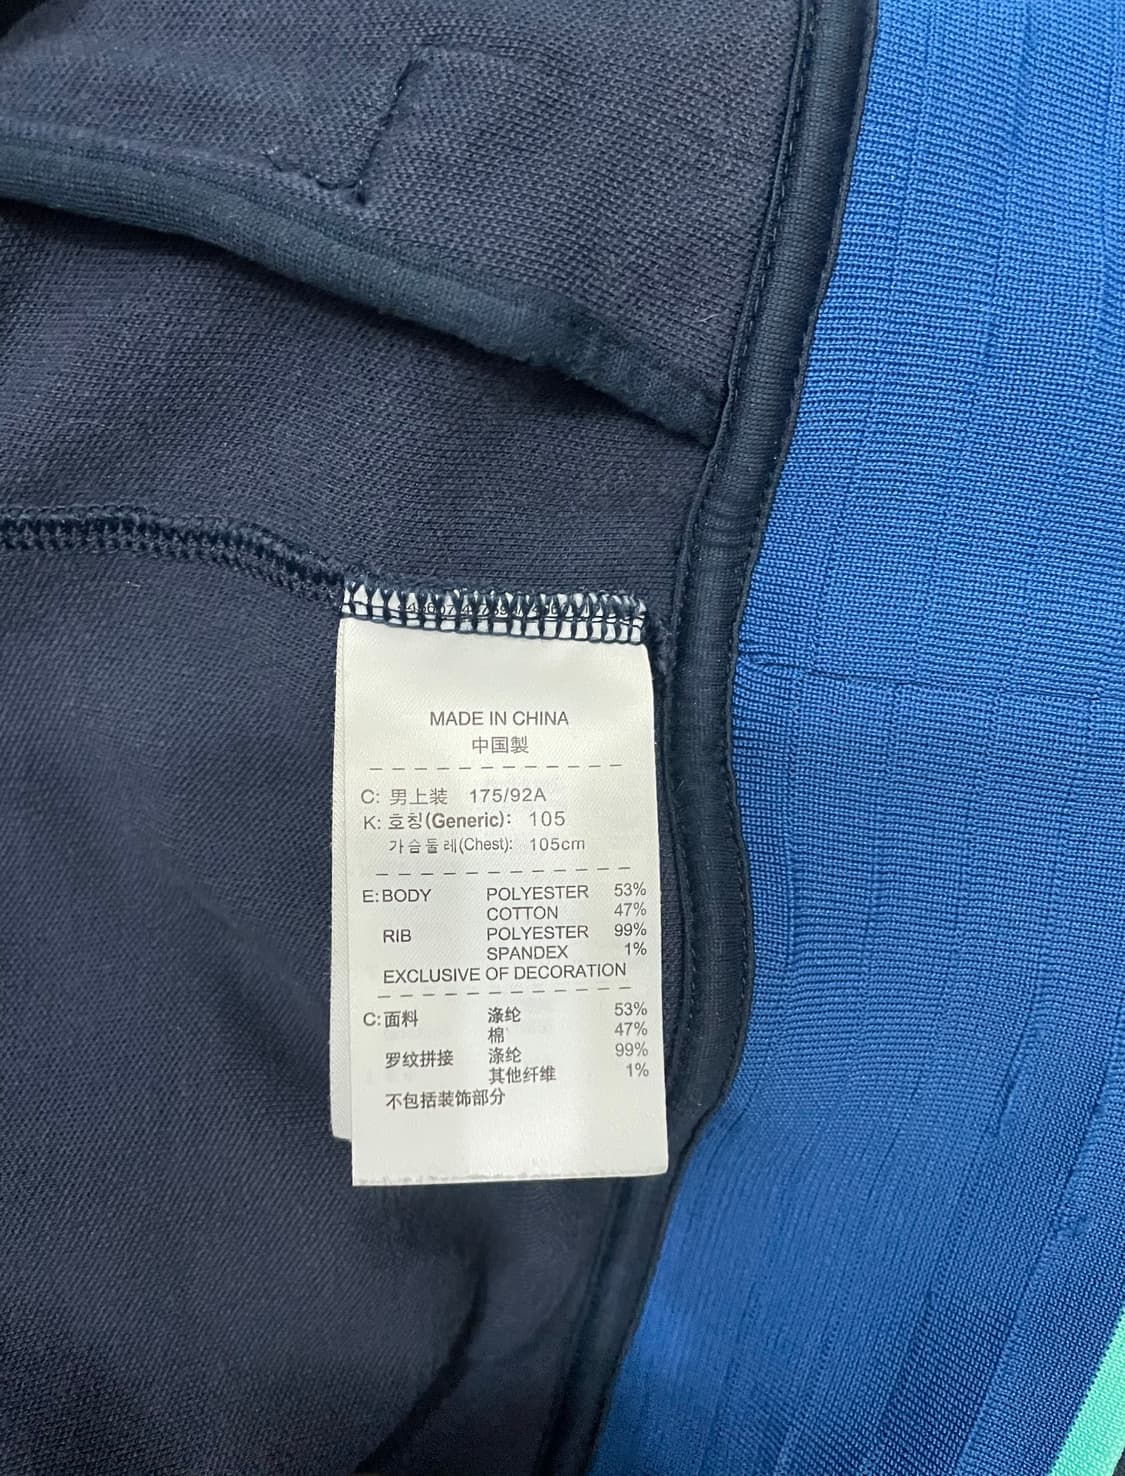 MADE IN CHINA
中国製
C: 男上装 175/92A
K: 호칭(Generic): 105
가슴둘레(Chest): 105cm
E: BODY POLYESTER 53%
COTTON 47%
RIB POLYESTER 99%
SPANDEX 1%
EXCLUSIVE OF DECORATION
C: 面料 涤纶 53%
棉 47%
罗纹拼接 涤纶 99%
其他纤维 1%
不包括装饰部分